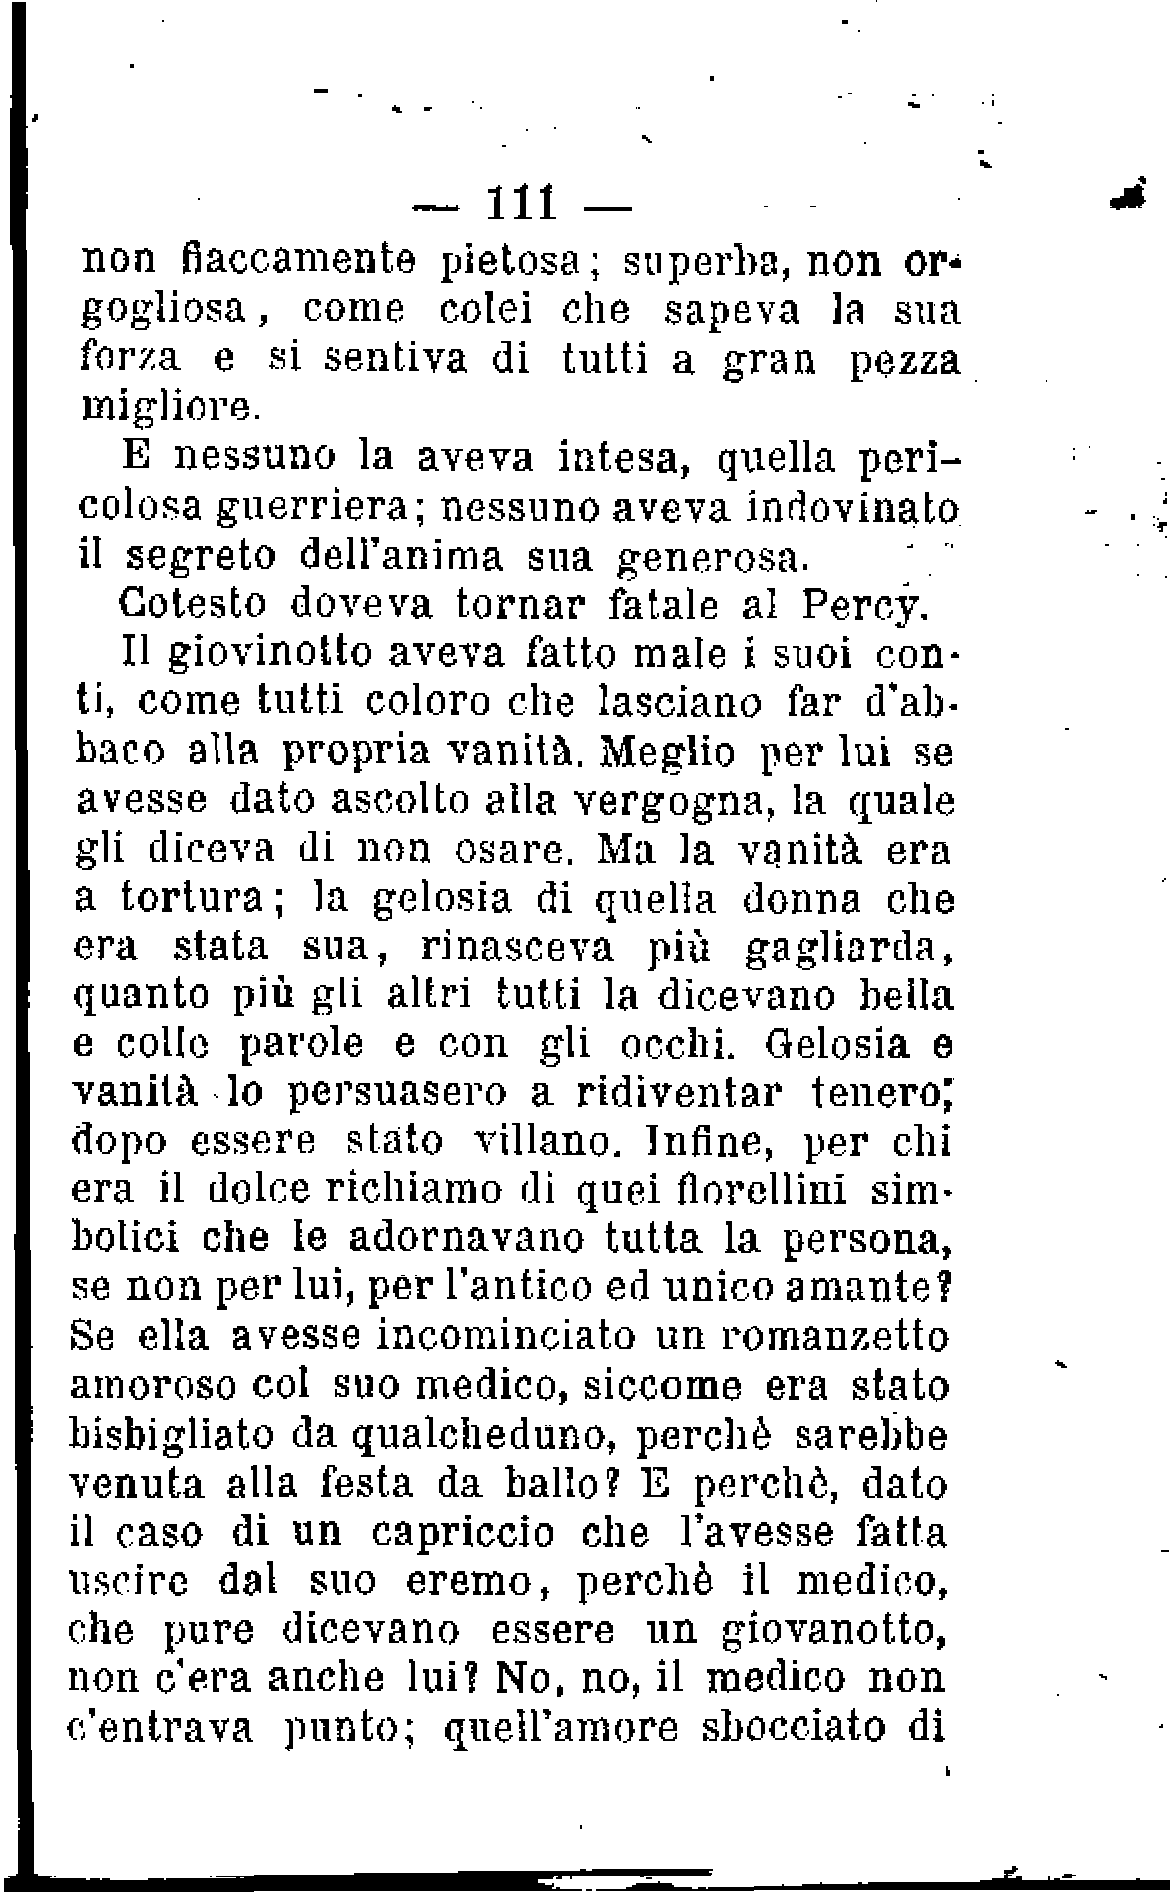 — 111 —
non fiaccamente pietosa; superba, non or-
gogliosa, come colei che sapeva la sua
forza e si sentiva di tutti a gran pezza
migliore.
E nessuno la aveva intesa, quella peri-
colosa guerriera; nessuno aveva indovinato
il segreto dell'anima sua generosa.
Cotesto doveva tornar fatale al Percy.
Il giovinotto aveva fatto male i suoi con-
ti, come tutti coloro che lasciano far d'ab-
baco alla propria vanità. Meglio per lui se
avesse dato ascolto alla vergogna, la quale
gli diceva di non osare. Ma la vanità era
a tortura; la gelosia di quella donna che
era stata sua, rinasceva più gagliarda,
quanto più gli altri tutti la dicevano bella
e colle parole e con gli occhi. Gelosia e
vanità lo persuasero a ridiventar tenero;
dopo essere stato villano. Infine, per chi
era il dolce richiamo di quei fiorellini sim-
bolici che le adornavano tutta la persona,
se non per lui, per l'antico ed unico amante?
Se ella avesse incominciato un romanzetto
amoroso col suo medico, siccome era stato
bisbigliato da qualcheduno, perchè sarebbe
venuta alla festa da ballo? E perchè, dato
il caso di un capriccio che l'avesse fatta
uscire dal suo eremo, perchè il medico,
che pure dicevano essere un giovanotto,
non c'era anche lui? No, no, il medico non
c'entrava punto; quell'amore sbocciato di